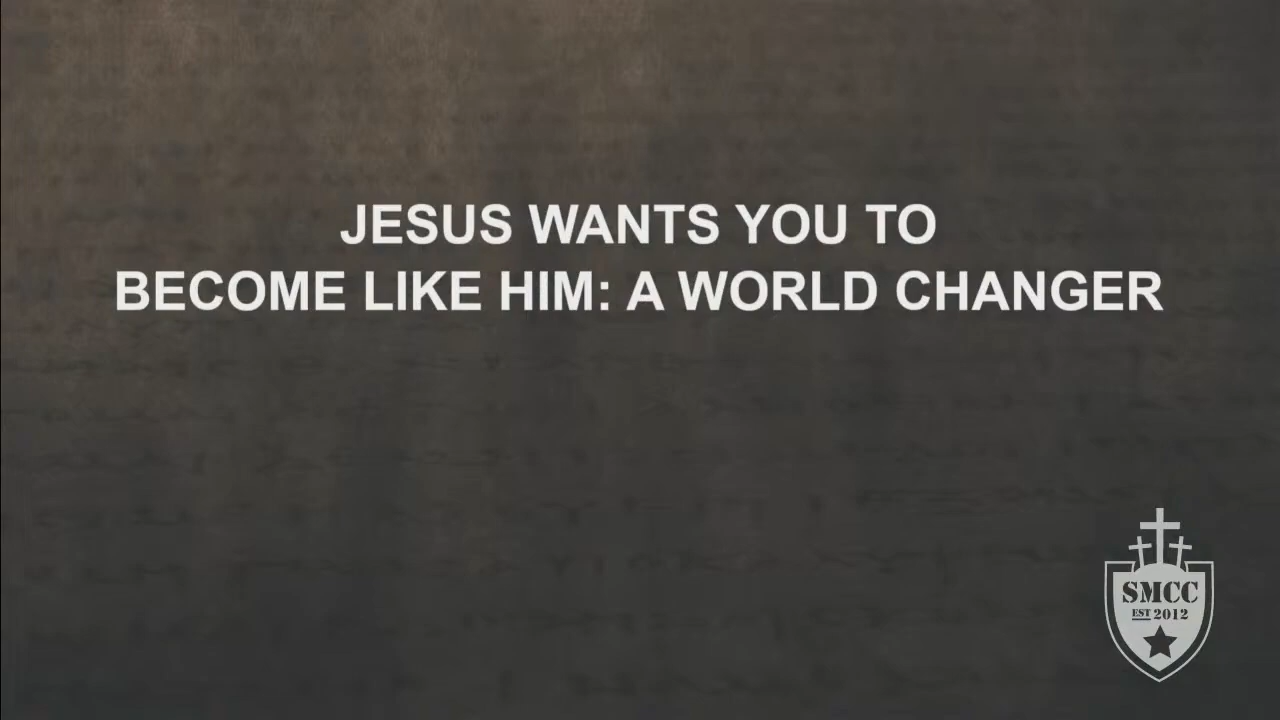 JESUS WANTS YOU TO
BECOME LIKE HIM: A WORLD CHANGER
SMCC
EST 2012